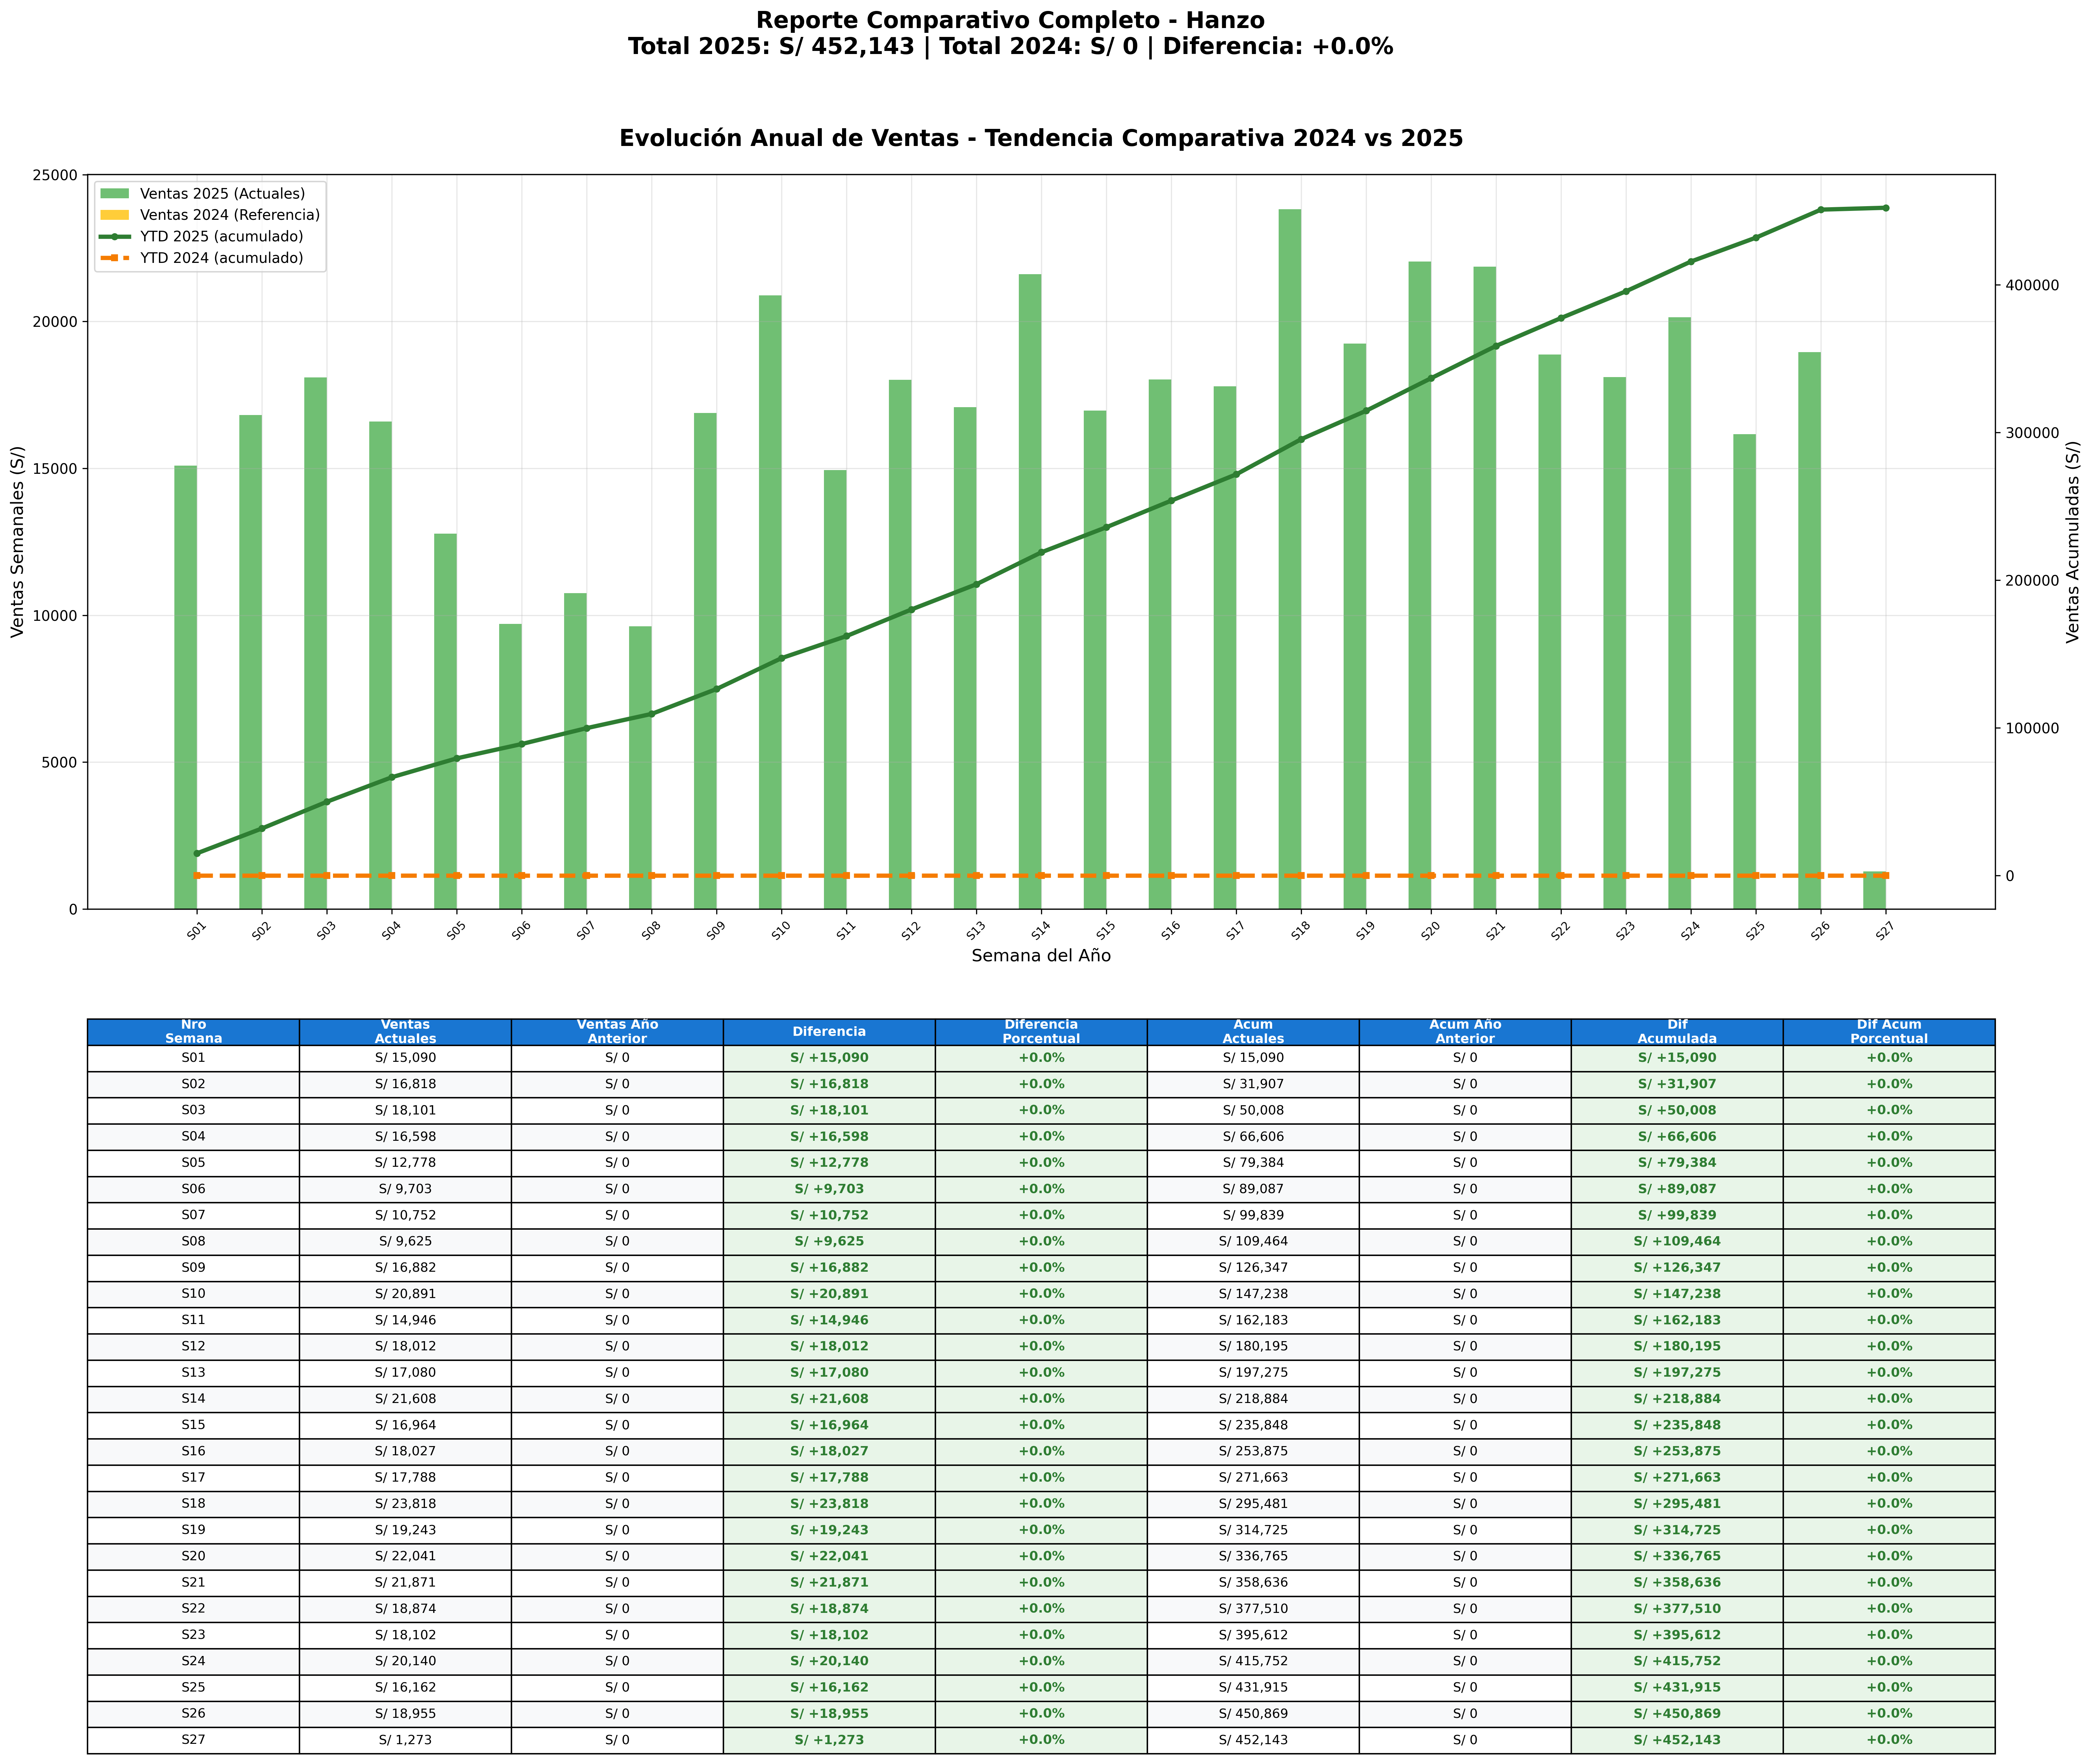 Reporte Comparativo Completo - Hanzo
Total 2025: S/ 452,143 | Total 2024: S/ 0 | Diferencia: +0.0%
Evolución Anual de Ventas - Tendencia Comparativa 2024 vs 2025
Ventas 2025 (Actuales)
Ventas 2024 (Referencia)
YTD 2025 (acumulado)
YTD 2024 (acumulado)
Ventas Semanales (S/)
25000
20000
15000
10000
5000
0
Ventas Acumuladas (S/)
400000
300000
200000
100000
0
S01 S02 S03 S04 S05 S06 S07 S08 S09 S10 S11 S12 S13 S14 S15 S16 S17 S18 S19 S20 S21 S22 S23 S24 S25 S26 S27
Semana del Año
Nro Semana Ventas Actuales Ventas Año Anterior Diferencia Diferencia Porcentual Acum Actuales Acum Año Anterior Dif Acumulada Dif Acum Porcentual
S01 S/ 15,090 S/ 0 S/ +15,090 +0.0% S/ 15,090 S/ 0 S/ +15,090 +0.0%
S02 S/ 16,818 S/ 0 S/ +16,818 +0.0% S/ 31,907 S/ 0 S/ +31,907 +0.0%
S03 S/ 18,101 S/ 0 S/ +18,101 +0.0% S/ 50,008 S/ 0 S/ +50,008 +0.0%
S04 S/ 16,598 S/ 0 S/ +16,598 +0.0% S/ 66,606 S/ 0 S/ +66,606 +0.0%
S05 S/ 12,778 S/ 0 S/ +12,778 +0.0% S/ 79,384 S/ 0 S/ +79,384 +0.0%
S06 S/ 9,703 S/ 0 S/ +9,703 +0.0% S/ 89,087 S/ 0 S/ +89,087 +0.0%
S07 S/ 10,752 S/ 0 S/ +10,752 +0.0% S/ 99,839 S/ 0 S/ +99,839 +0.0%
S08 S/ 9,625 S/ 0 S/ +9,625 +0.0% S/ 109,464 S/ 0 S/ +109,464 +0.0%
S09 S/ 16,882 S/ 0 S/ +16,882 +0.0% S/ 126,347 S/ 0 S/ +126,347 +0.0%
S10 S/ 20,891 S/ 0 S/ +20,891 +0.0% S/ 147,238 S/ 0 S/ +147,238 +0.0%
S11 S/ 14,946 S/ 0 S/ +14,946 +0.0% S/ 162,183 S/ 0 S/ +162,183 +0.0%
S12 S/ 18,012 S/ 0 S/ +18,012 +0.0% S/ 180,195 S/ 0 S/ +180,195 +0.0%
S13 S/ 17,080 S/ 0 S/ +17,080 +0.0% S/ 197,275 S/ 0 S/ +197,275 +0.0%
S14 S/ 21,608 S/ 0 S/ +21,608 +0.0% S/ 218,884 S/ 0 S/ +218,884 +0.0%
S15 S/ 16,964 S/ 0 S/ +16,964 +0.0% S/ 235,848 S/ 0 S/ +235,848 +0.0%
S16 S/ 18,027 S/ 0 S/ +18,027 +0.0% S/ 253,875 S/ 0 S/ +253,875 +0.0%
S17 S/ 17,788 S/ 0 S/ +17,788 +0.0% S/ 271,663 S/ 0 S/ +271,663 +0.0%
S18 S/ 23,818 S/ 0 S/ +23,818 +0.0% S/ 295,481 S/ 0 S/ +295,481 +0.0%
S19 S/ 19,243 S/ 0 S/ +19,243 +0.0% S/ 314,725 S/ 0 S/ +314,725 +0.0%
S20 S/ 22,041 S/ 0 S/ +22,041 +0.0% S/ 336,765 S/ 0 S/ +336,765 +0.0%
S21 S/ 21,871 S/ 0 S/ +21,871 +0.0% S/ 358,636 S/ 0 S/ +358,636 +0.0%
S22 S/ 18,874 S/ 0 S/ +18,874 +0.0% S/ 377,510 S/ 0 S/ +377,510 +0.0%
S23 S/ 18,102 S/ 0 S/ +18,102 +0.0% S/ 395,612 S/ 0 S/ +395,612 +0.0%
S24 S/ 20,140 S/ 0 S/ +20,140 +0.0% S/ 415,752 S/ 0 S/ +415,752 +0.0%
S25 S/ 16,162 S/ 0 S/ +16,162 +0.0% S/ 431,915 S/ 0 S/ +431,915 +0.0%
S26 S/ 18,955 S/ 0 S/ +18,955 +0.0% S/ 450,869 S/ 0 S/ +450,869 +0.0%
S27 S/ 1,273 S/ 0 S/ +1,273 +0.0% S/ 452,143 S/ 0 S/ +452,143 +0.0%